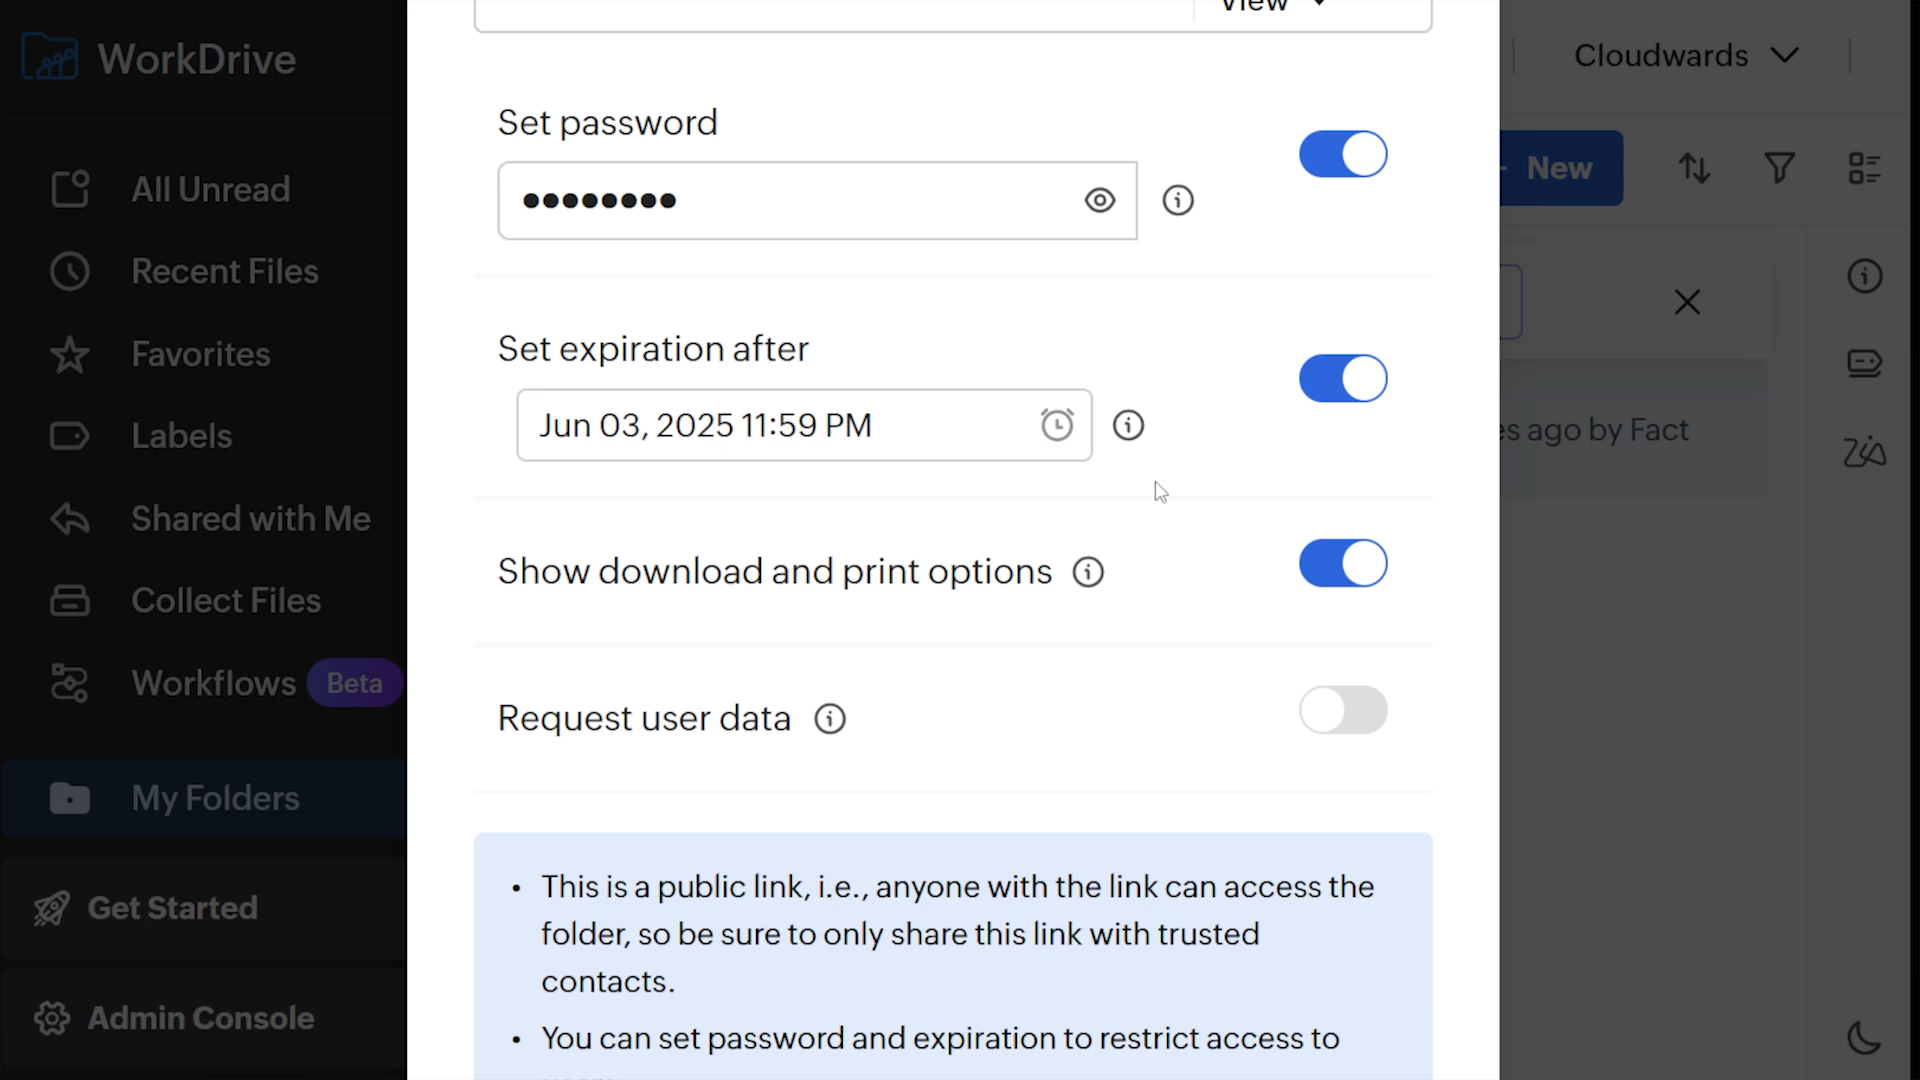 View
WorkDrive
Cloudwards
Set password
••••••••
New
All Unread
Recent Files
Set expiration after
Favorites
Jun 03, 2025 11:59 PM
es ago by Fact
Labels
Shared with Me
Show download and print options
Collect Files
Workflows Beta
Request user data
My Folders
This is a public link, i.e., anyone with the link can access the
folder, so be sure to only share this link with trusted
contacts.
Get Started
Admin Console
You can set password and expiration to restrict access to